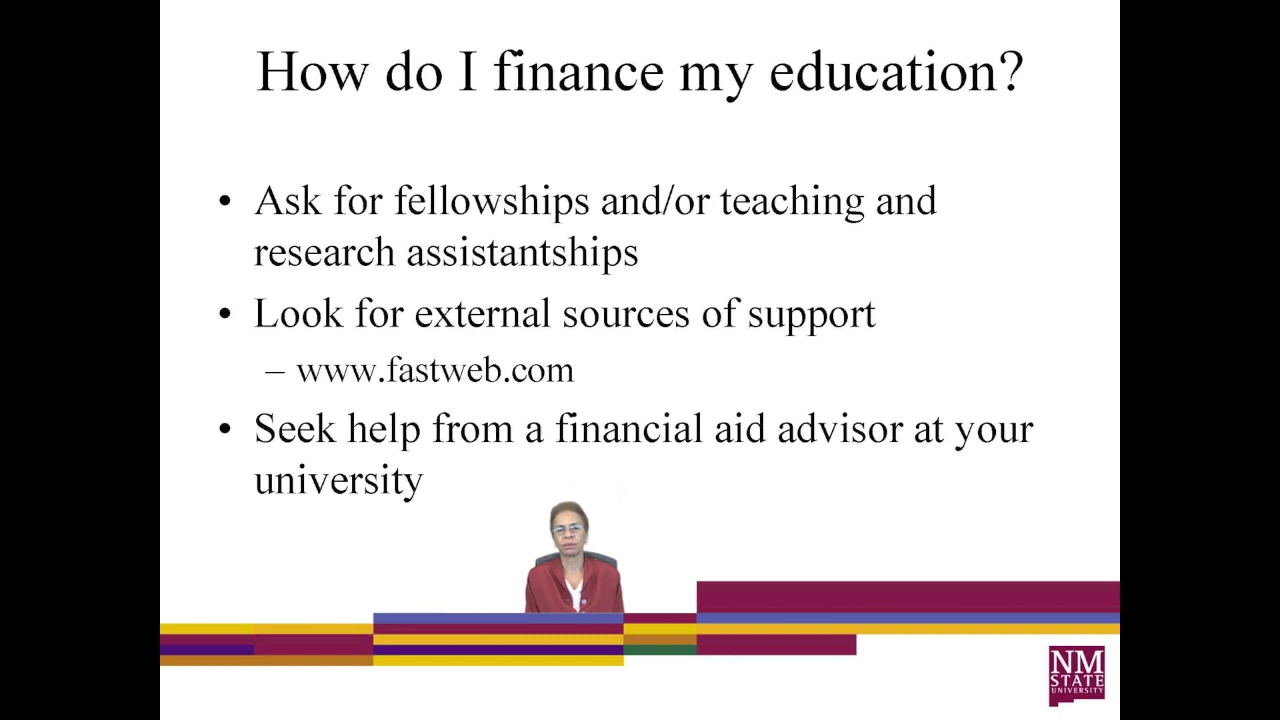 How do I finance my education?
• Ask for fellowships and/or teaching and
research assistantships
• Look for external sources of support
– www.fastweb.com
• Seek help from a financial aid advisor at your
university
NM
STATE
UNIVERSITY